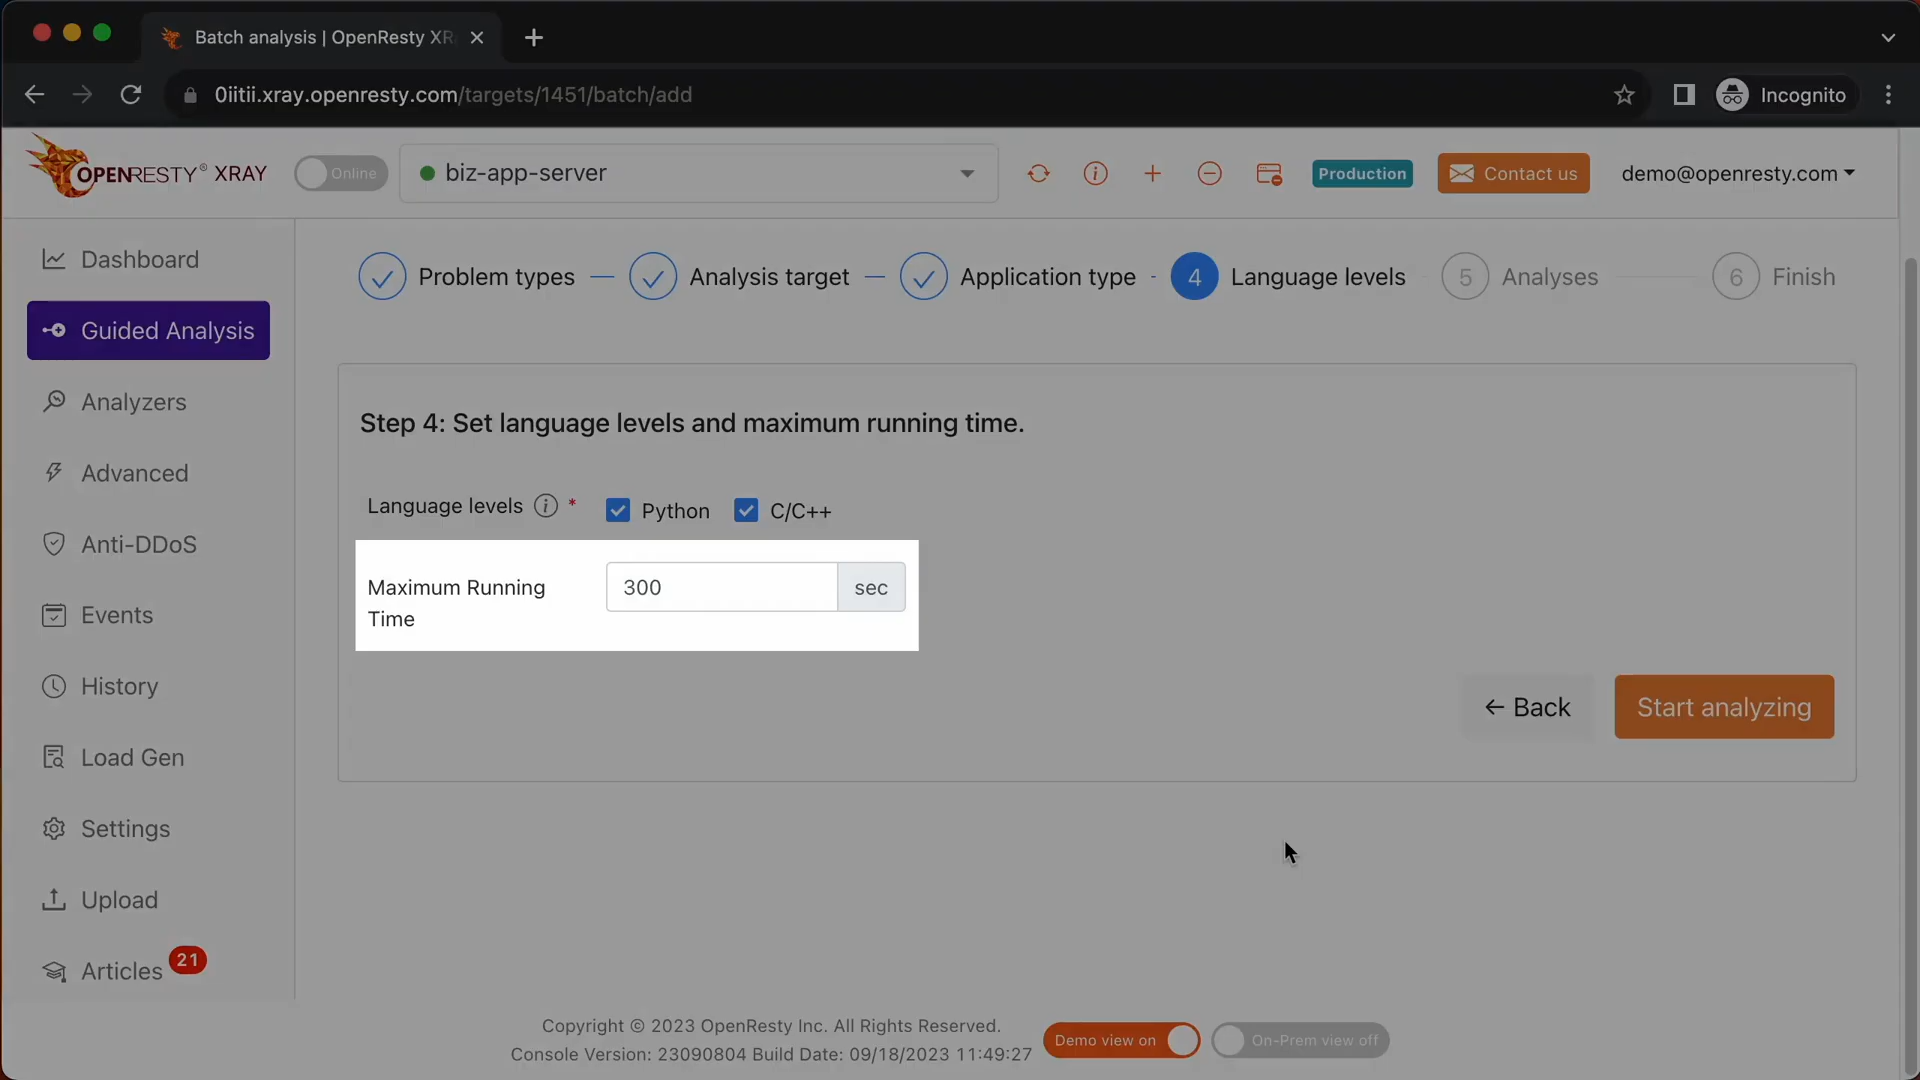 Batch analysis | OpenResty XR
0iitii.xray.openresty.com/targets/1451/batch/add
Incognito
OPENRESTY® XRAY
Online
biz-app-server
Production
Contact us
demo@openresty.com
Dashboard
Guided Analysis
Analyzers
Advanced
Anti-DDoS
Events
History
Load Gen
Settings
Upload
Articles 21
Problem types
Analysis target
Application type
4 Language levels
5 Analyses
6 Finish
Step 4: Set language levels and maximum running time.
Language levels * Python C/C++
Maximum Running
Time
300 sec
← Back
Start analyzing
Copyright © 2023 OpenResty Inc. All Rights Reserved.
Console Version: 23090804 Build Date: 09/18/2023 11:49:27
Demo view on
On-Prem view off